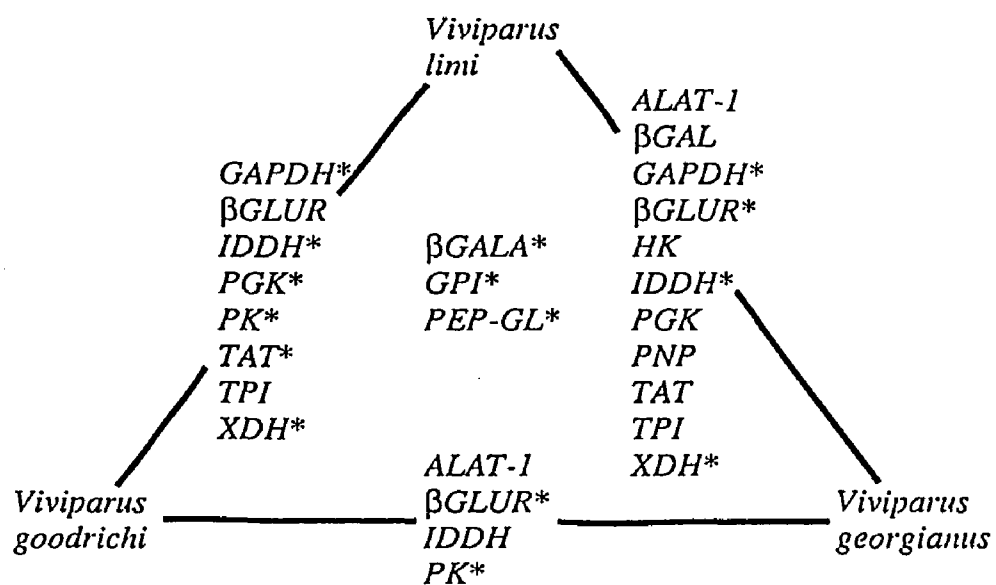 Viviparus
limi
GAPDH*
βGLUR
IDDH*
PGK*
PK*
TAT*
TPI
XDH*
βGALA*
GPI*
PEP-GL*
ALAT-1
βGAL
GAPDH*
βGLUR*
HK
IDDH*
PGK
PNP
TAT
TPI
XDH*
Viviparus
goodrichi
ALAT-1
βGLUR*
IDDH
PK*
Viviparus
georgianus